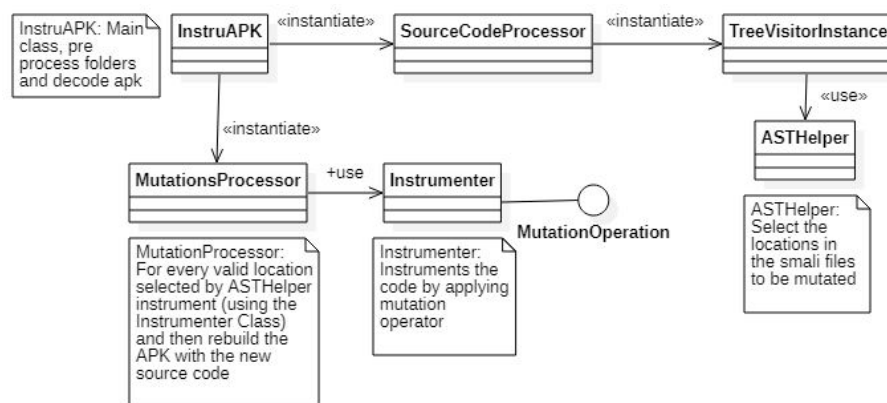 InstruAPK: Main
class, pre
process folders
and decode apk
InstruAPK
«instantiate»
SourceCodeProcessor
«instantiate»
TreeVisitorInstance
«instantiate»
«use»
ASTHelper
MutationsProcessor
+use
Instrumenter
MutationOperation
ASTHelper:
Select the
locations in
the smali files
to be mutated
MutationProcessor:
For every valid location
selected by ASTHelper
instrument (using the
Instrumenter Class)
and then rebuild the
APK with the new
source code
Instrumenter:
Instruments the
code by applying
mutation
operator